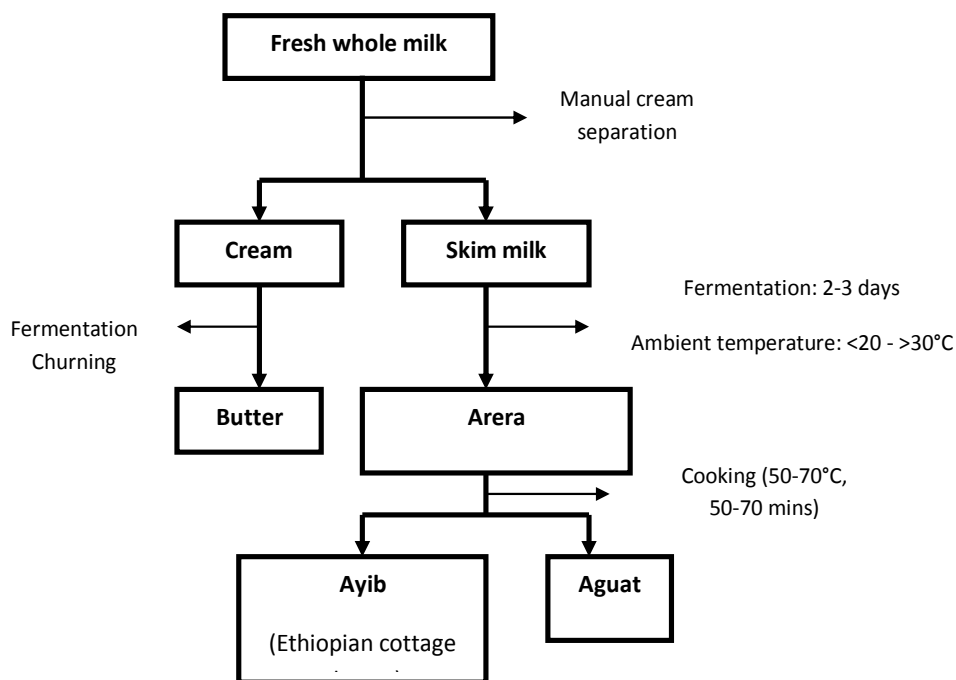 Fresh whole milk
Manual cream
separation
Cream
Skim milk
Fermentation: 2-3 days
Ambient temperature: <20 - >30°C
Fermentation
Churning
Butter
Arera
Cooking (50-70°C,
50-70 mins)
Ayib
(Ethiopian cottage
Aguat